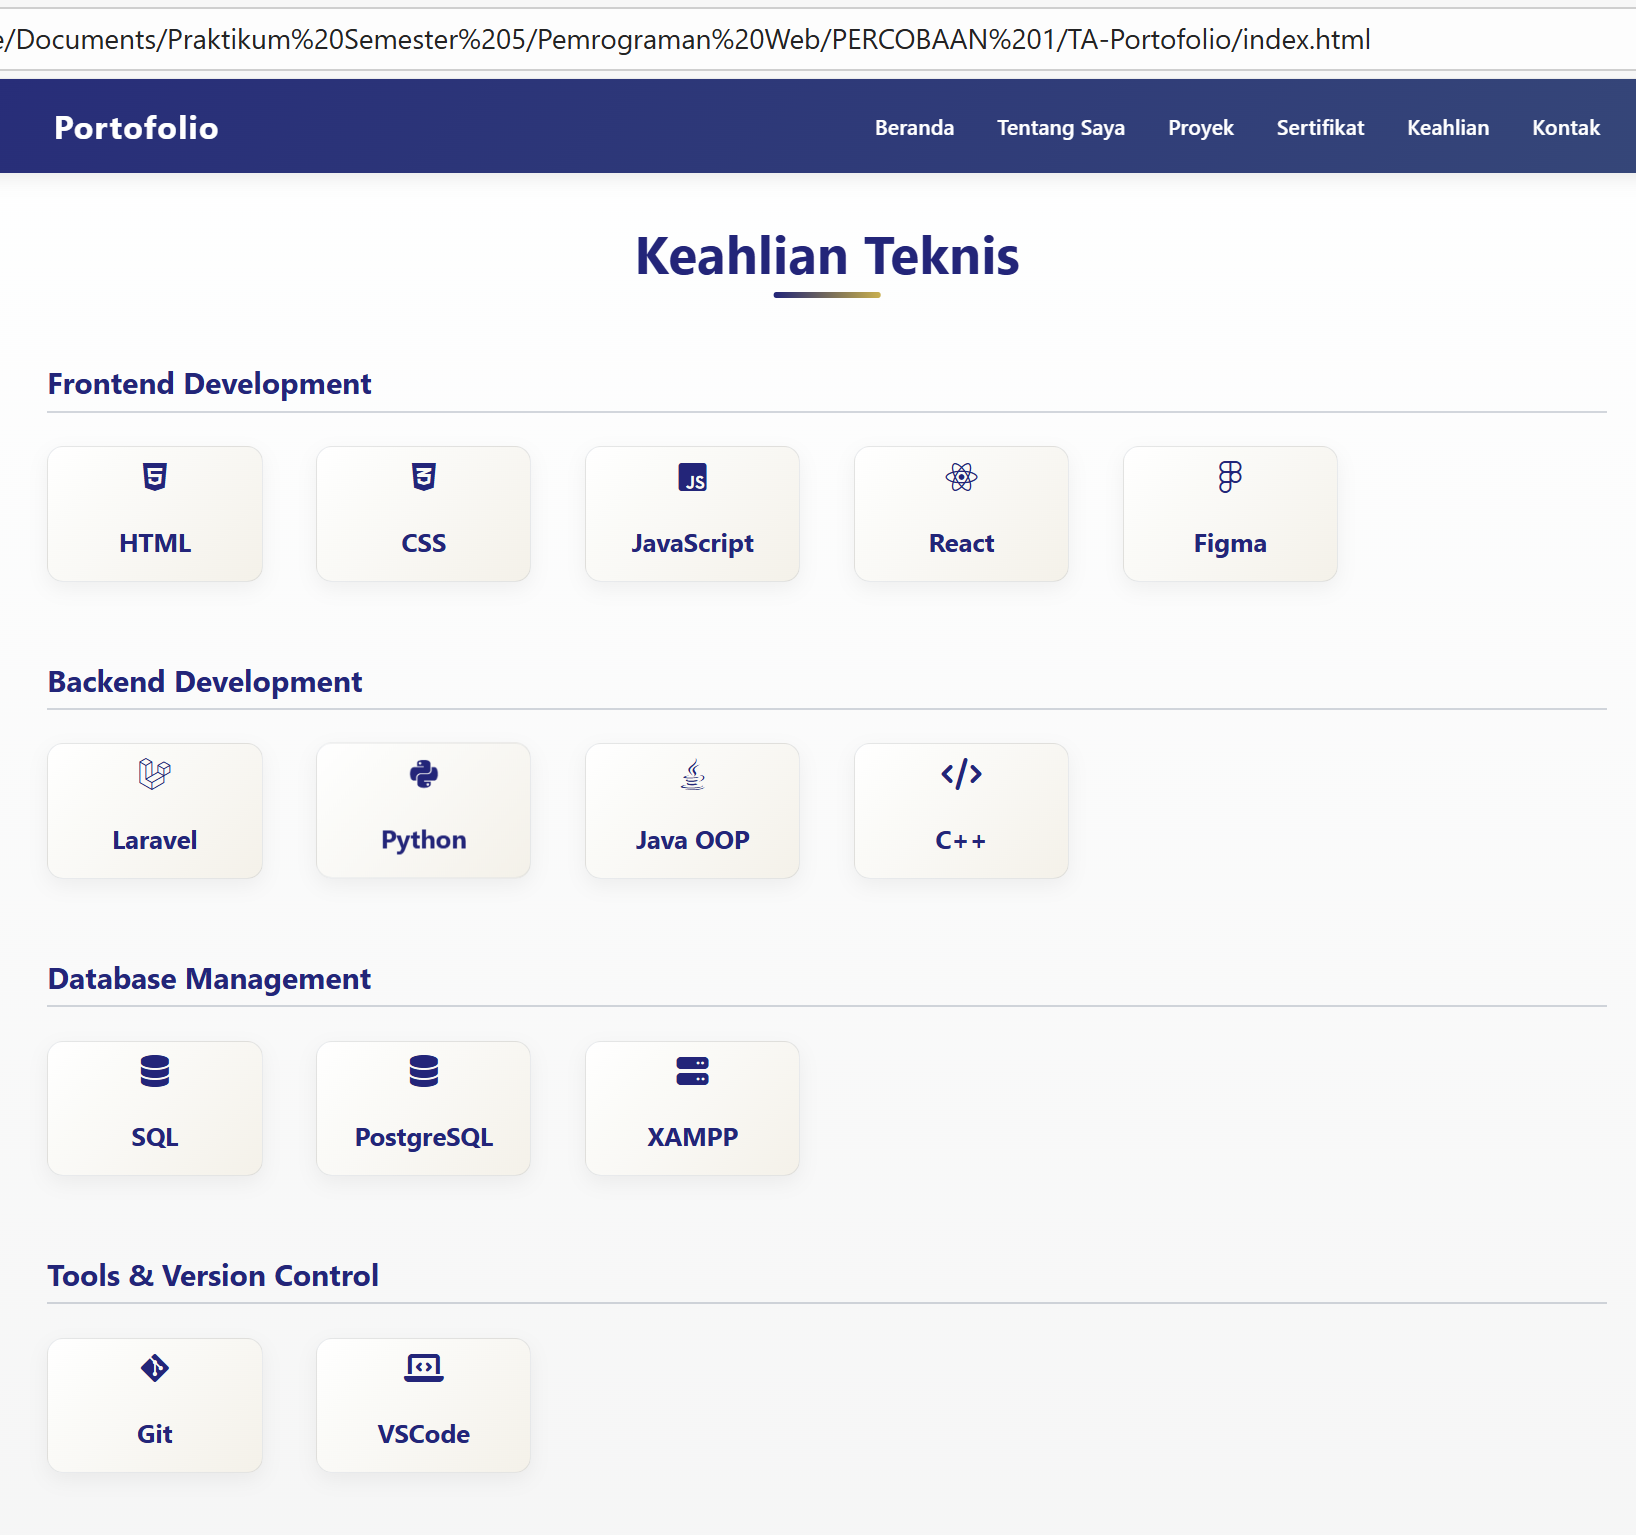 /Documents/Praktikum%20Semester%205/Pemrograman%20Web/PERCOBAAN%201/TA-Portofolio/index.html
Portofolio
Beranda
Tentang Saya
Proyek
Sertifikat
Keahlian
Kontak
Keahlian Teknis
Frontend Development
HTML
CSS
JS
JavaScript
React
Figma
Backend Development
Laravel
Python
Java OOP
C++
Database Management
SQL
PostgreSQL
XAMPP
Tools & Version Control
Git
VSCode